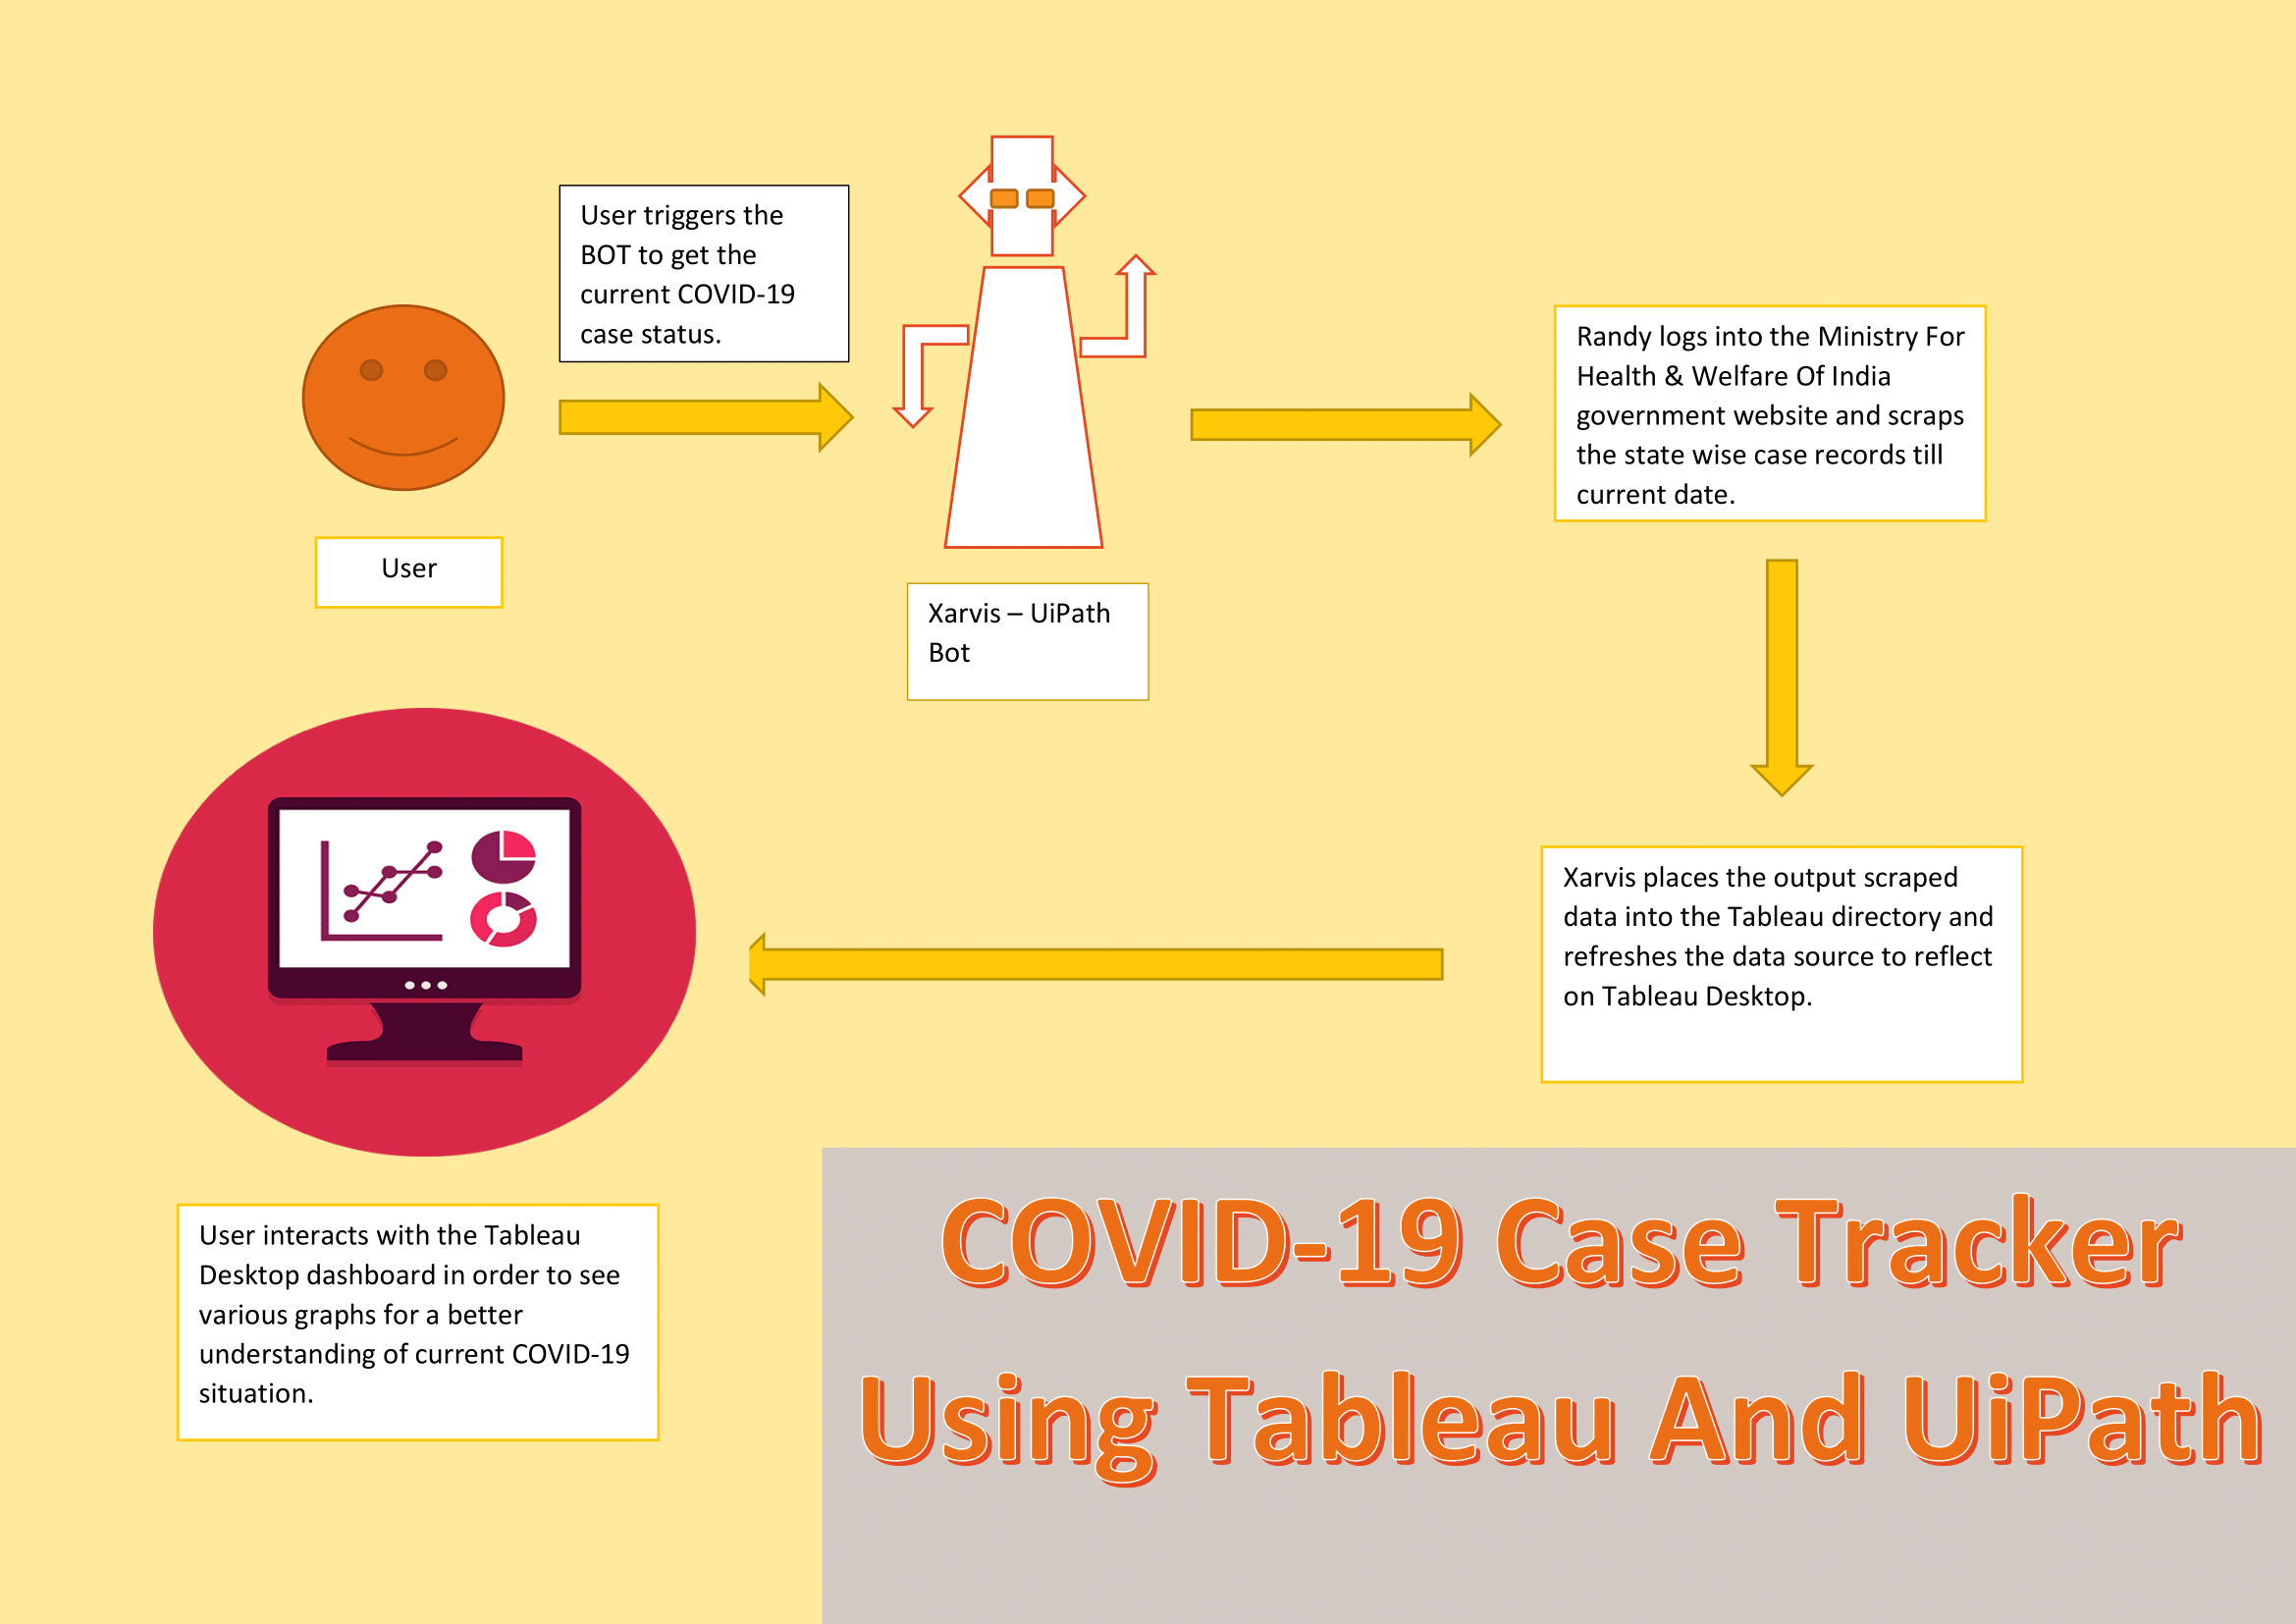 User triggers the
BOT to get the
current COVID-19
case status.
User
Xarvis – UiPath
Bot
Randy logs into the Ministry For
Health & Welfare Of India
government website and scraps
the state wise case records till
current date.
Xarvis places the output scraped
data into the Tableau directory and
refreshes the data source to reflect
on Tableau Desktop.
User interacts with the Tableau
Desktop dashboard in order to see
various graphs for a better
understanding of current COVID-19
situation.
COVID-19 Case Tracker
Using Tableau And UiPath